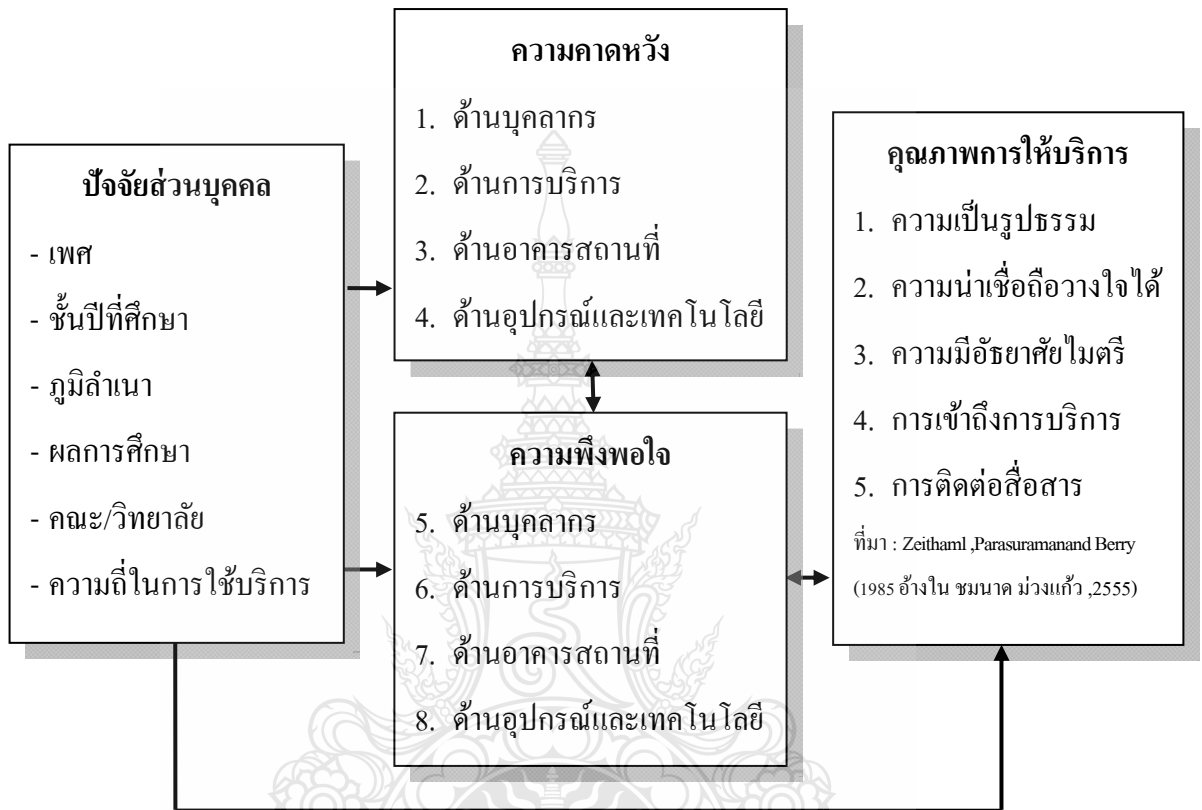 ปัจจัยส่วนบุคคล
- เพศ
- ชั้นปีที่ศึกษา
- ภูมิลำเนา
- ผลการศึกษา
- คณะ/วิทยาลัย
- ความถี่ในการใช้บริการ
ความคาดหวัง
1. ด้านบุคลากร
2. ด้านการบริการ
3. ด้านอาคารสถานที่
4. ด้านอุปกรณ์และเทคโนโลยี
ความพึงพอใจ
5. ด้านบุคลากร
6. ด้านการบริการ
7. ด้านอาคารสถานที่
8. ด้านอุปกรณ์และเทคโนโลยี
คุณภาพการให้บริการ
1. ความเป็นรูปธรรม
2. ความน่าเชื่อถือวางใจได้
3. ความมีอัธยาศัยไมตรี
4. การเข้าถึงการบริการ
5. การติดต่อสื่อสาร
ที่มา : Zeithaml ,Parasuramanand Berry
(1985 อ้างใน ชมนาด ม่วงแก้ว ,2555)